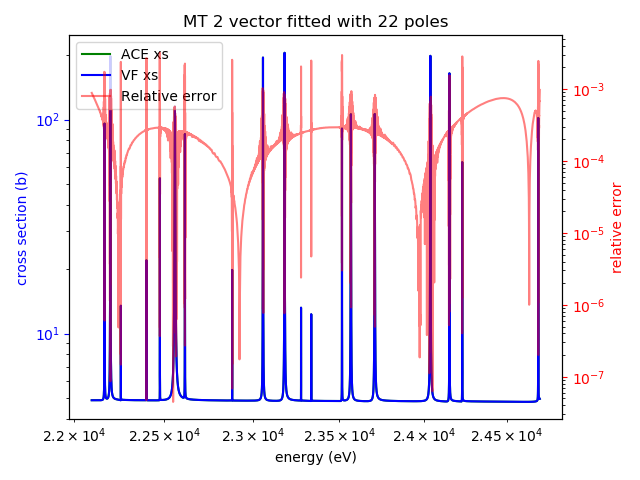 MT 2 vector fitted with 22 poles
ACE xs
VF xs
Relative error
cross section (b)
10²
10¹
relative error
10⁻³
10⁻⁴
10⁻⁵
10⁻⁶
10⁻⁷
2.2 × 10⁴ 2.25 × 10⁴ 2.3 × 10⁴ 2.35 × 10⁴ 2.4 × 10⁴ 2.45 × 10⁴
energy (eV)